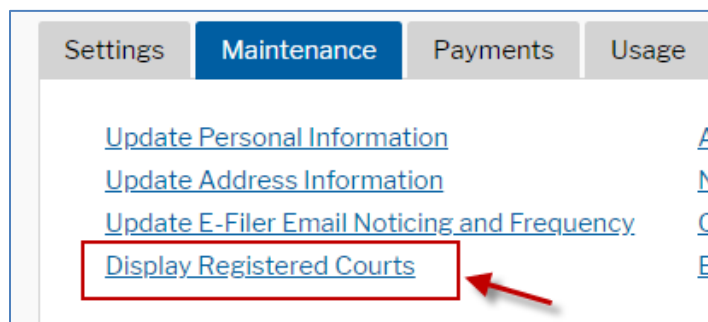 Settings Maintenance Payments Usage
Update Personal Information
Update Address Information
Update E-Filer Email Noticing and Frequency
Display Registered Courts